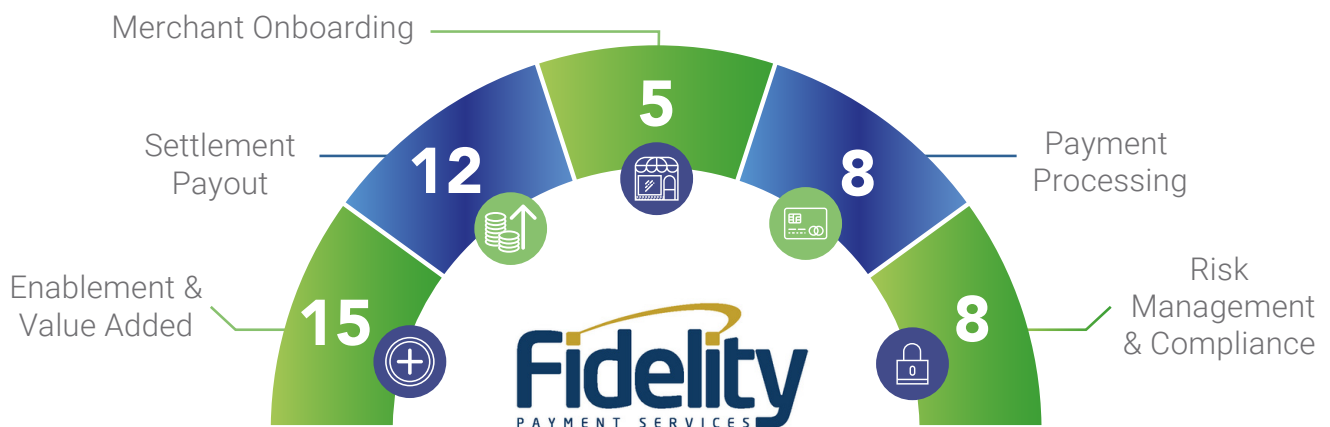 Merchant Onboarding
5
Settlement
Payout
12
8
Payment
Processing
Enablement &
Value Added
15
8
Risk
Management
& Compliance
Fidelity
PAYMENT SERVICES
0